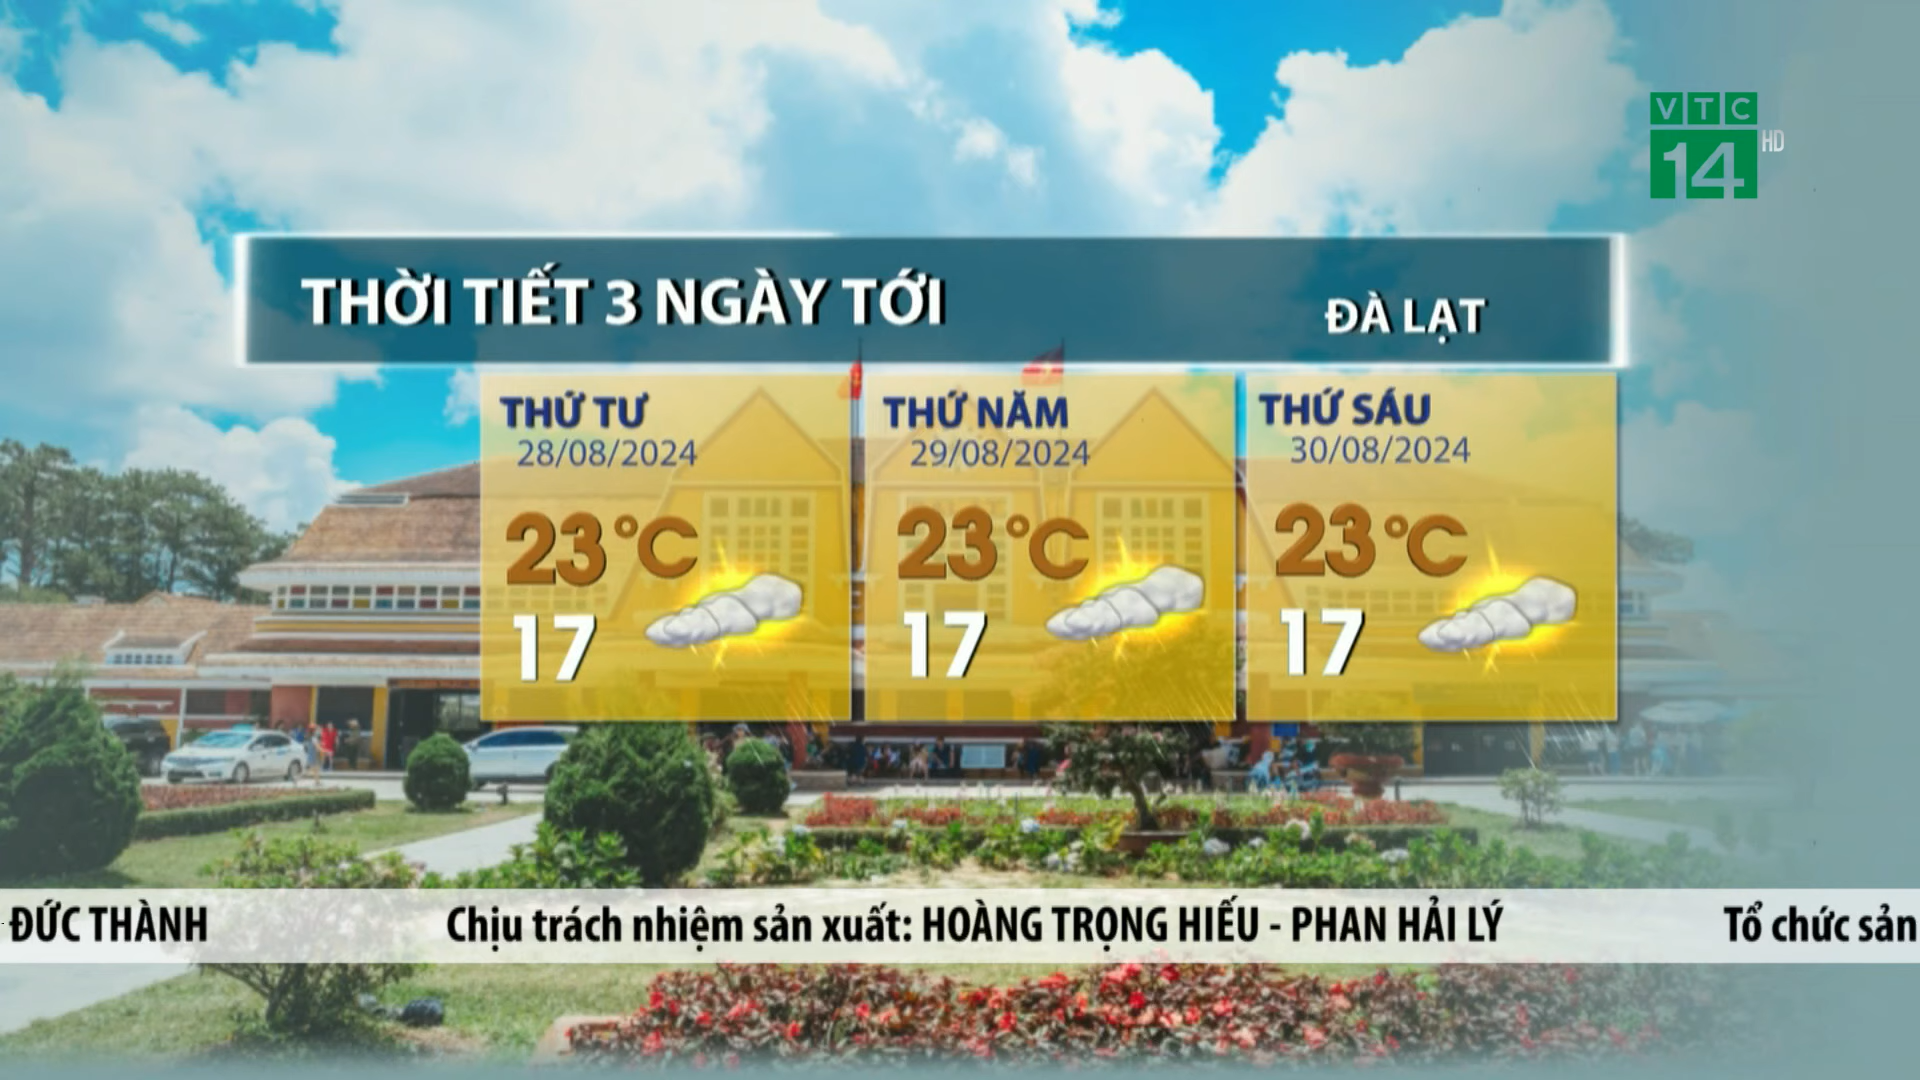 VTC
14 HD
THỜI TIẾT 3 NGÀY TỚI
ĐÀ LẠT
THỨ TƯ
28/08/2024
23°C
17
THỨ NĂM
29/08/2024
23°C
17
THỨ SÁU
30/08/2024
23°C
17
ĐỨC THÀNH Chịu trách nhiệm sản xuất: HOÀNG TRỌNG HIẾU - PHAN HẢI LÝ Tổ chức sản